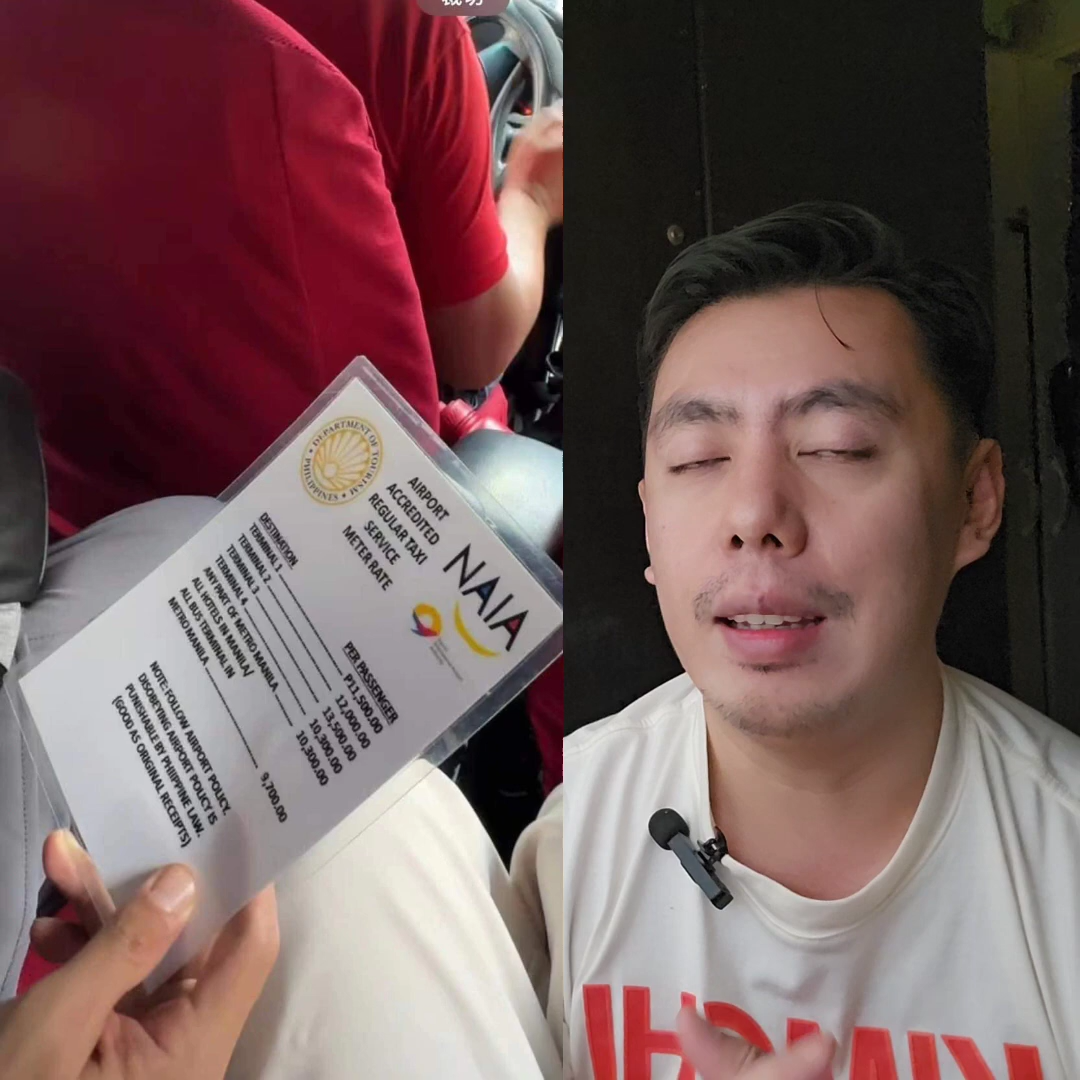 DEPARTMENT OF TOURISM
PHILIPPINES
AIRPORT
ACCREDITED
REGULAR TAXI
SERVICE
METER RATE
NAIA
DESTINATION PER PASSENGER
TERMINAL 1 P11,500.00
TERMINAL 2 12,000.00
TERMINAL 3 13,500.00
TERMINAL 4 10,300.00
ANY PART OF METRO MANILA 10,300.00
ALL HOTELS IN MANILA/
ALL BUS TERMINAL IN
METRO MANILA 9,700.00
NOTE: FOLLOW AIRPORT POLICY.
DISOBEYING AIRPORT POLICY IS
PUNISHABLE BY PHIIPPINE LAW.
(GOOD AS ORIGINAL RECEIPTS)